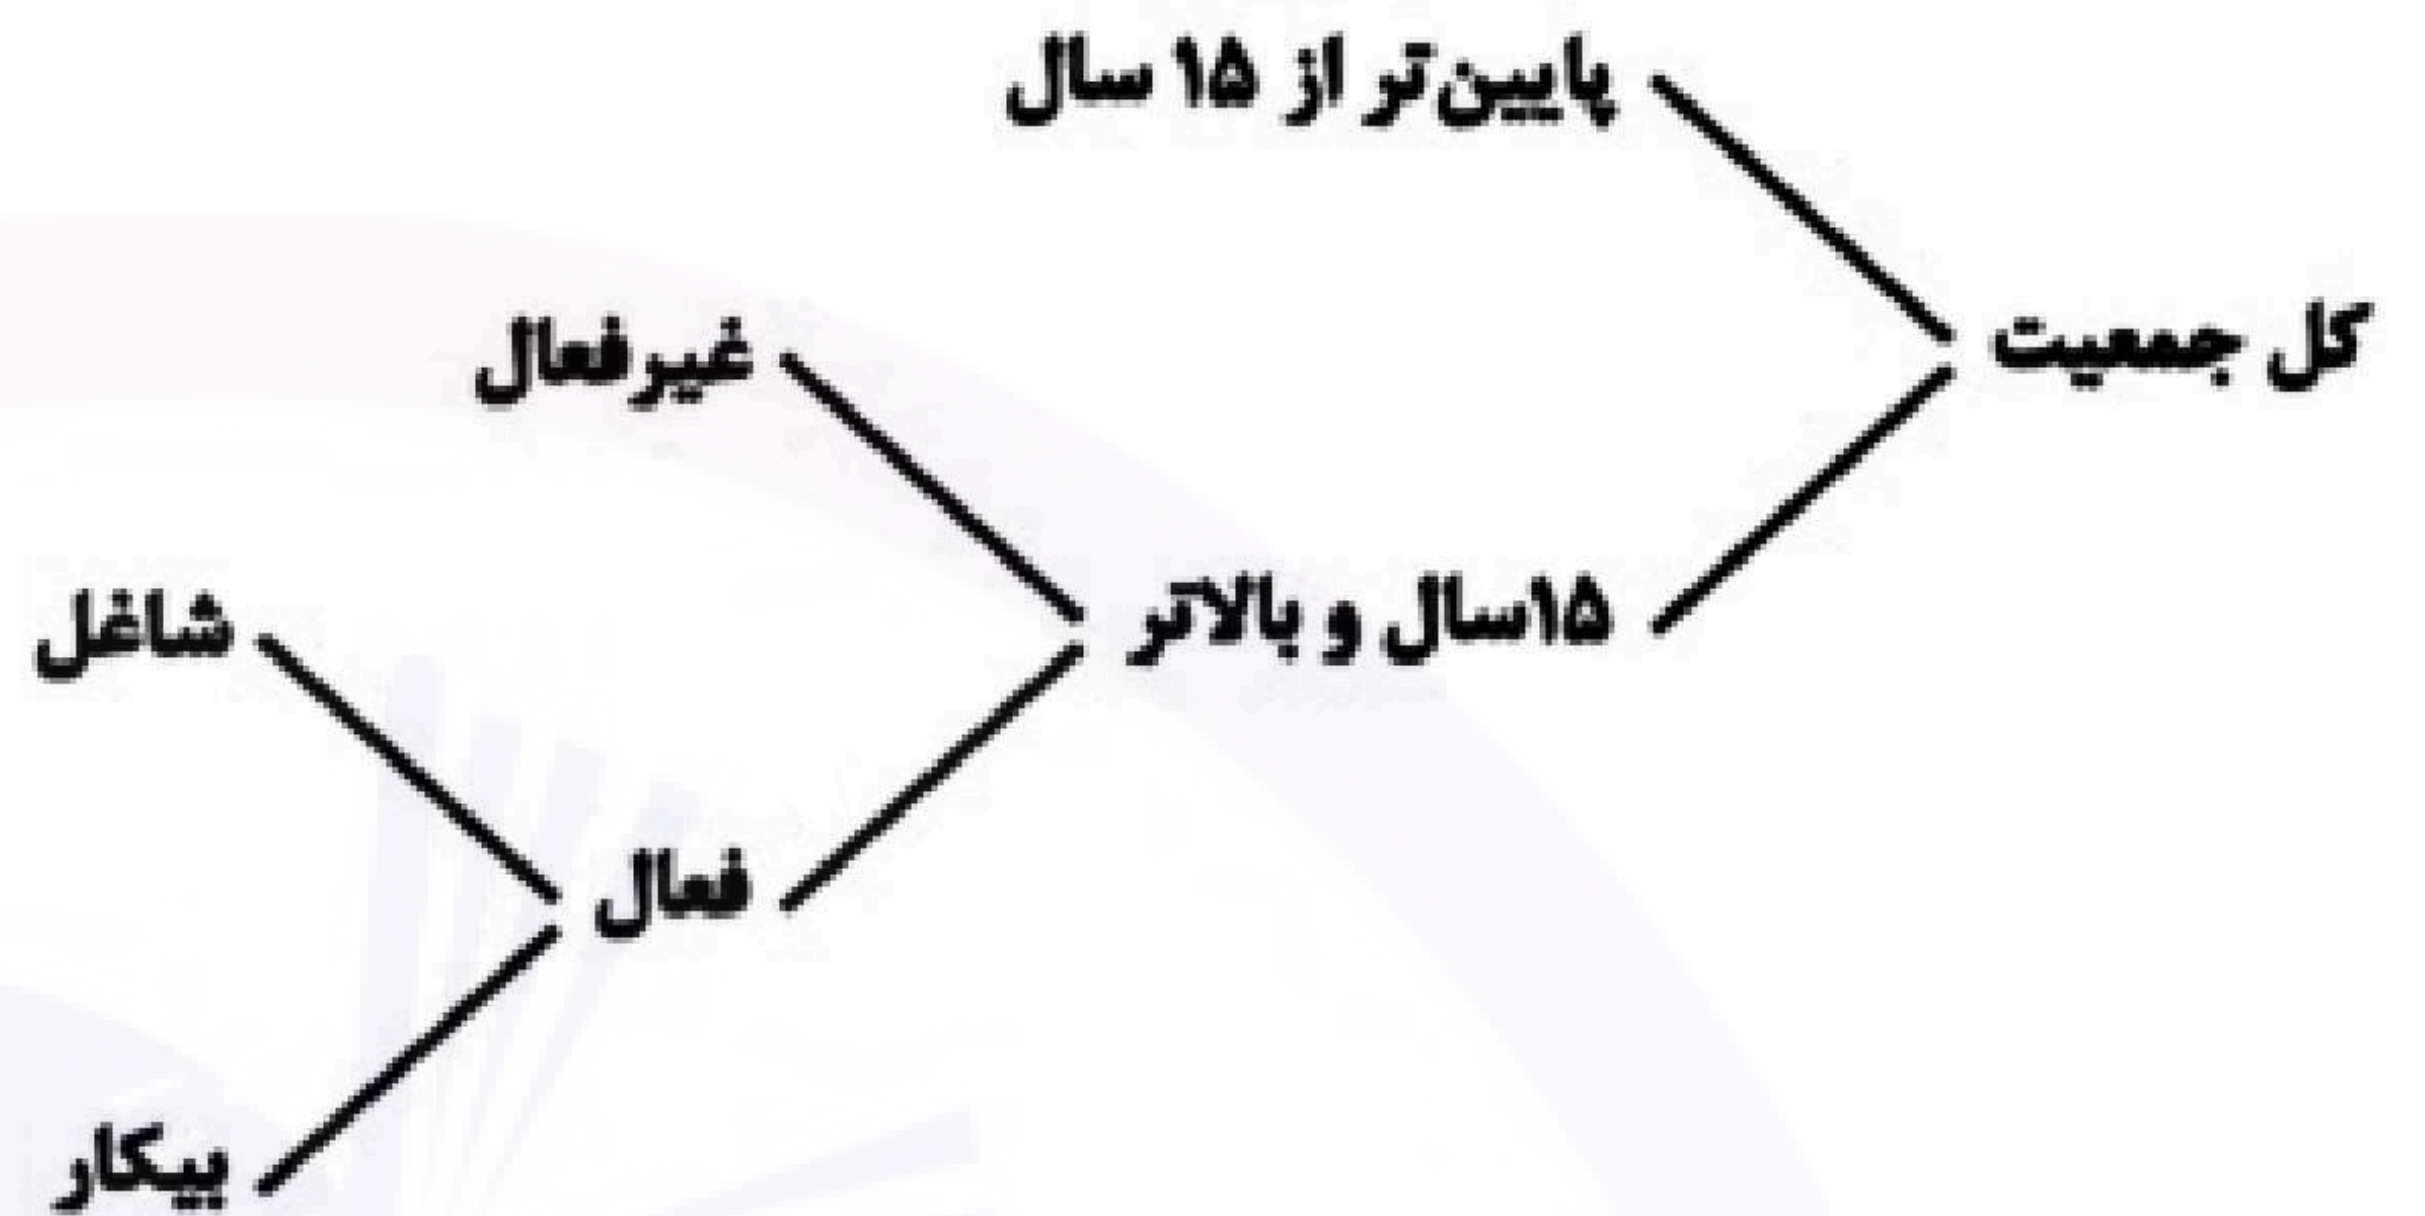 پایین‌تر از ۱۵ سال
کل جمعیت
غیرفعال
۱۵سال و بالاتر
شاغل
فعال
بیکار